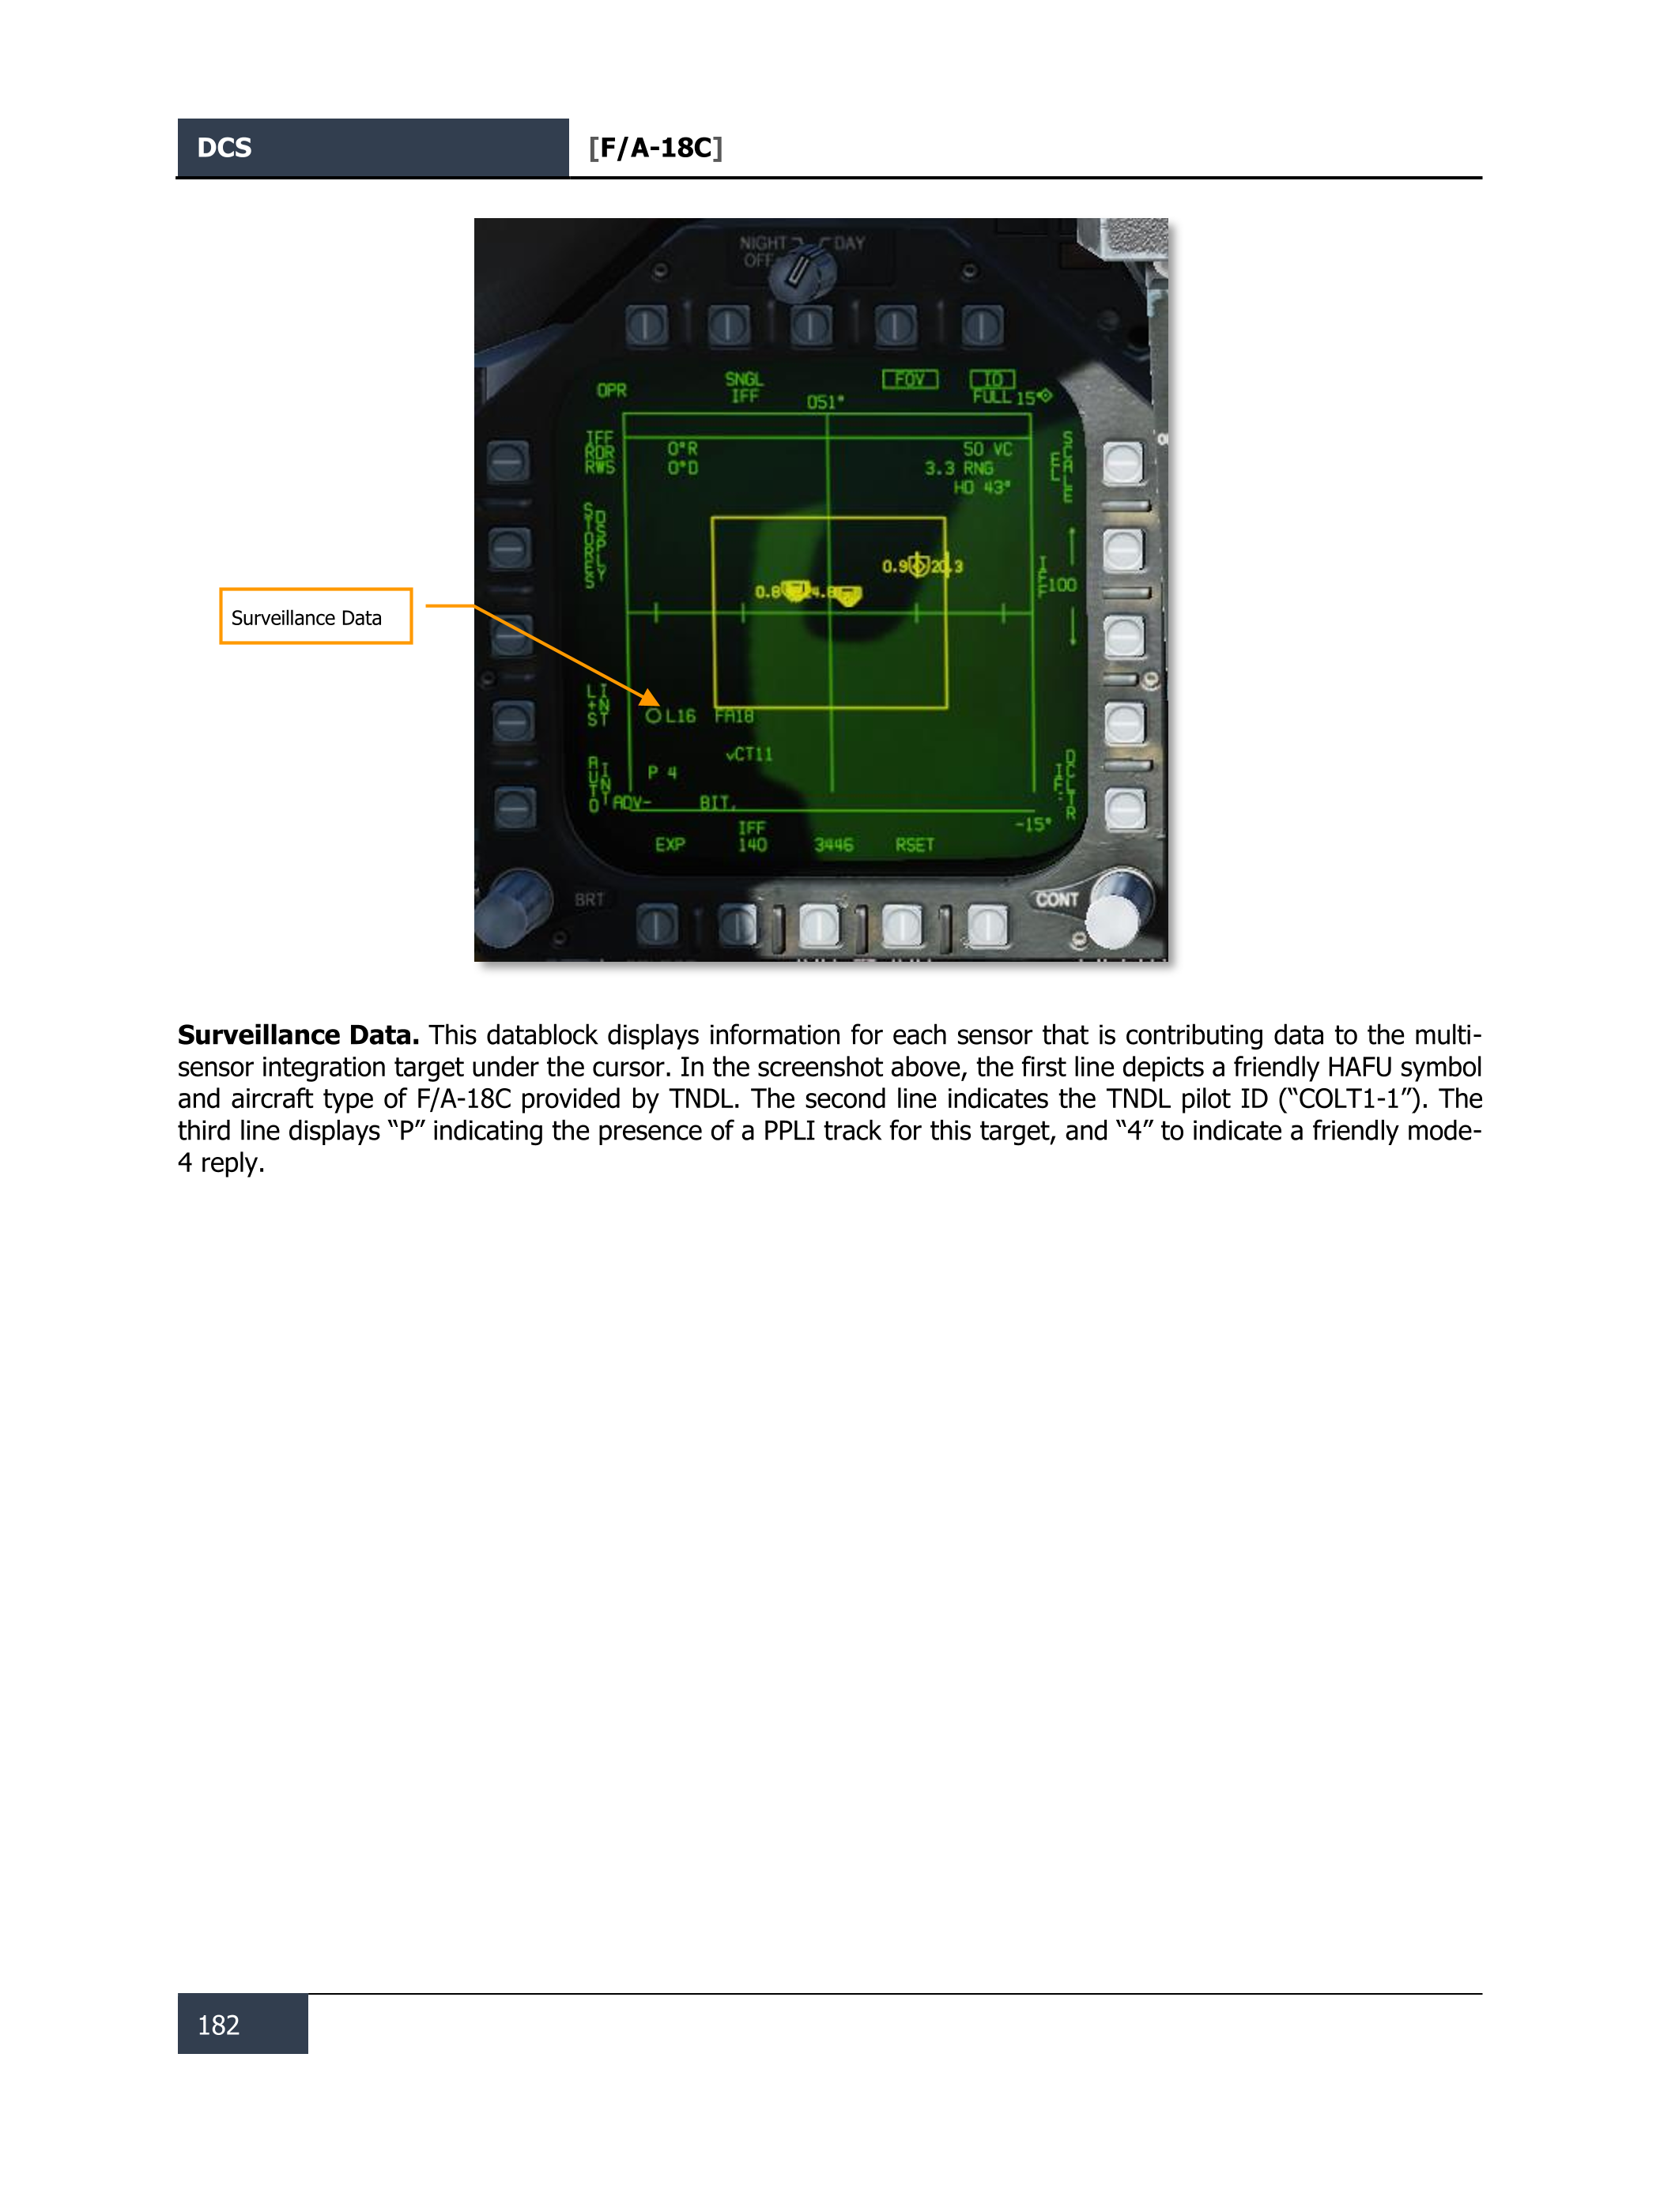 DCS
[F/A-18C]
NIGHT DAY
OFF
OPR
SNGL
IFF
FOV
ID
FULL 15°
051°
IFF
RDR
RWS
0°R
0°D
50 VC
3.3 RNG
HD 43°
SCALE
EL
STORES
DSPLY
0.9
20.3
0.8
4.8
IFF
100
Surveillance Data
LI
+N
ST
L16 FA18
vCT11
P 4
AUTO
INT
ADV- BIT.
DCLTR
-15°
EXP
IFF
140
3446
RSET
BRT
CONT
Surveillance Data. This datablock displays information for each sensor that is contributing data to the multi-
sensor integration target under the cursor. In the screenshot above, the first line depicts a friendly HAFU symbol
and aircraft type of F/A-18C provided by TNDL. The second line indicates the TNDL pilot ID (“COLT1-1”). The
third line displays “P” indicating the presence of a PPLI track for this target, and “4” to indicate a friendly mode-
4 reply.
182